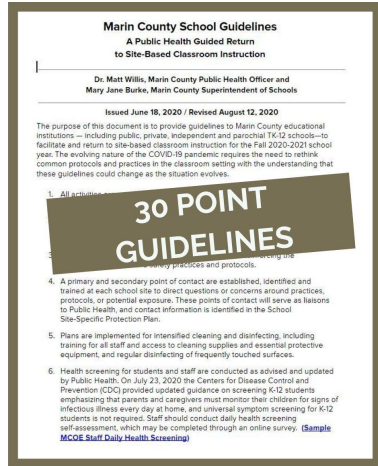 Marin County School Guidelines
A Public Health Guided Return
to Site-Based Classroom Instruction
Dr. Matt Willis, Marin County Public Health Officer and
Mary Jane Burke, Marin County Superintendent of Schools
Issued June 18, 2020 / Revised August 12, 2020
The purpose of this document is to provide guidelines to Marin County educational
institutions — including public, private, independent and parochial TK-12 schools—to
facilitate and return to site-based classroom instruction for the Fall 2020-2021 school
year. The evolving nature of the COVID-19 pandemic requires the need to rethink
common protocols and practices in the classroom setting with the understanding that
these guidelines could change as the situation evolves.
1. All activities
30 POINT
GUIDELINES
3.
safety practices and protocols.
4. A primary and secondary point of contact are established, identified and
trained at each school site to direct questions or concerns around practices,
protocols, or potential exposure. These points of contact will serve as liaisons
to Public Health, and contact information is identified in the School
Site-Specific Protection Plan.
5. Plans are implemented for intensified cleaning and disinfecting, including
training for all staff and access to cleaning supplies and essential protective
equipment, and regular disinfecting of frequently touched surfaces.
6. Health screening for students and staff are conducted as advised and updated
by Public Health. On July 23, 2020 the Centers for Disease Control and
Prevention (CDC) provided updated guidance on screening K-12 students
emphasizing that parents and caregivers must monitor their children for signs of
infectious illness every day at home, and universal symptom screening for K-12
students is not required. Staff should conduct daily health screening
self-assessment, which may be completed through an online survey. (Sample
MCOE Staff Daily Health Screening)